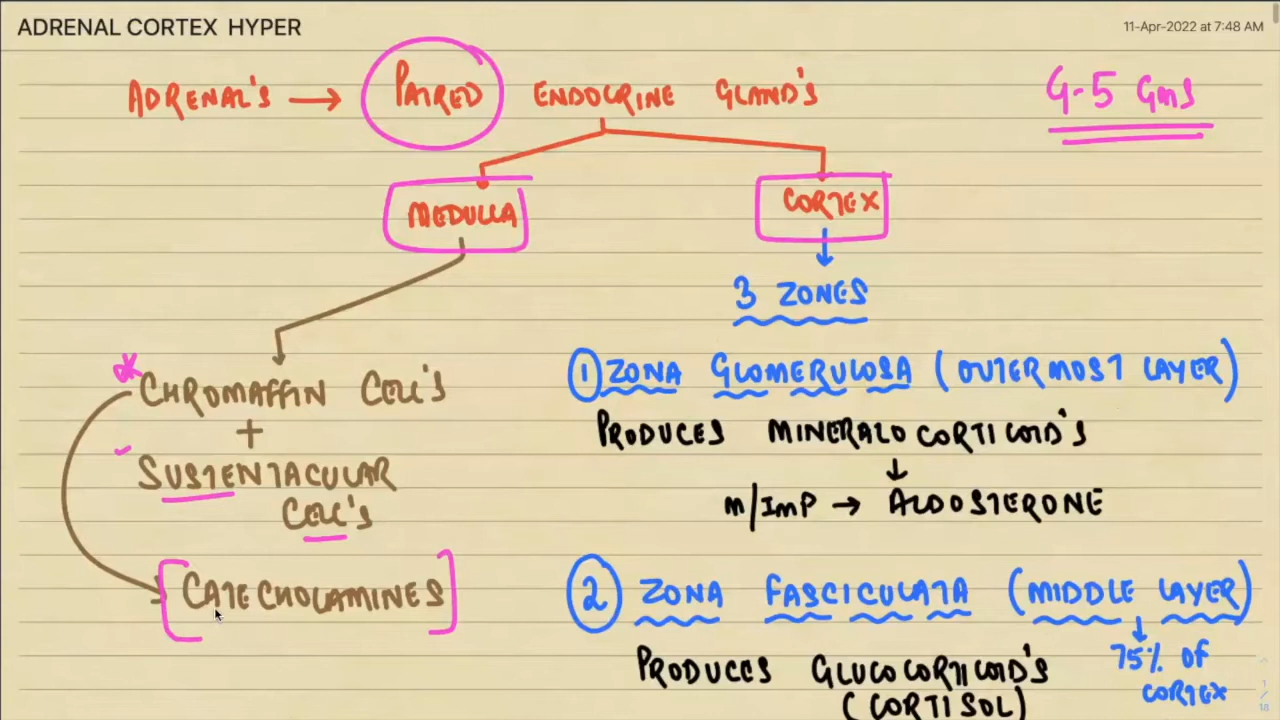 ADRENAL CORTEX HYPER
11-Apr-2022 at 7:48 AM
ADRENAL'S → PAIRED ENDOCRINE GLAND'S
4-5 Gms
MEDULLA
CORTEX
3 ZONES
CHROMAFFIN CELL'S
+
SUSTENTACULAR
CELL'S
CATECHOLAMINES
① ZONA GLOMERULOSA (OUTERMOST LAYER)
PRODUCES MINERALOCORTICOID'S
↓
m/IMP → ALDOSTERONE
② ZONA FASCICULATA (MIDDLE LAYER)
75% OF
CORTEX
PRODUCES GLUCOCORTICOID'S
(CORTISOL)
1
/
18